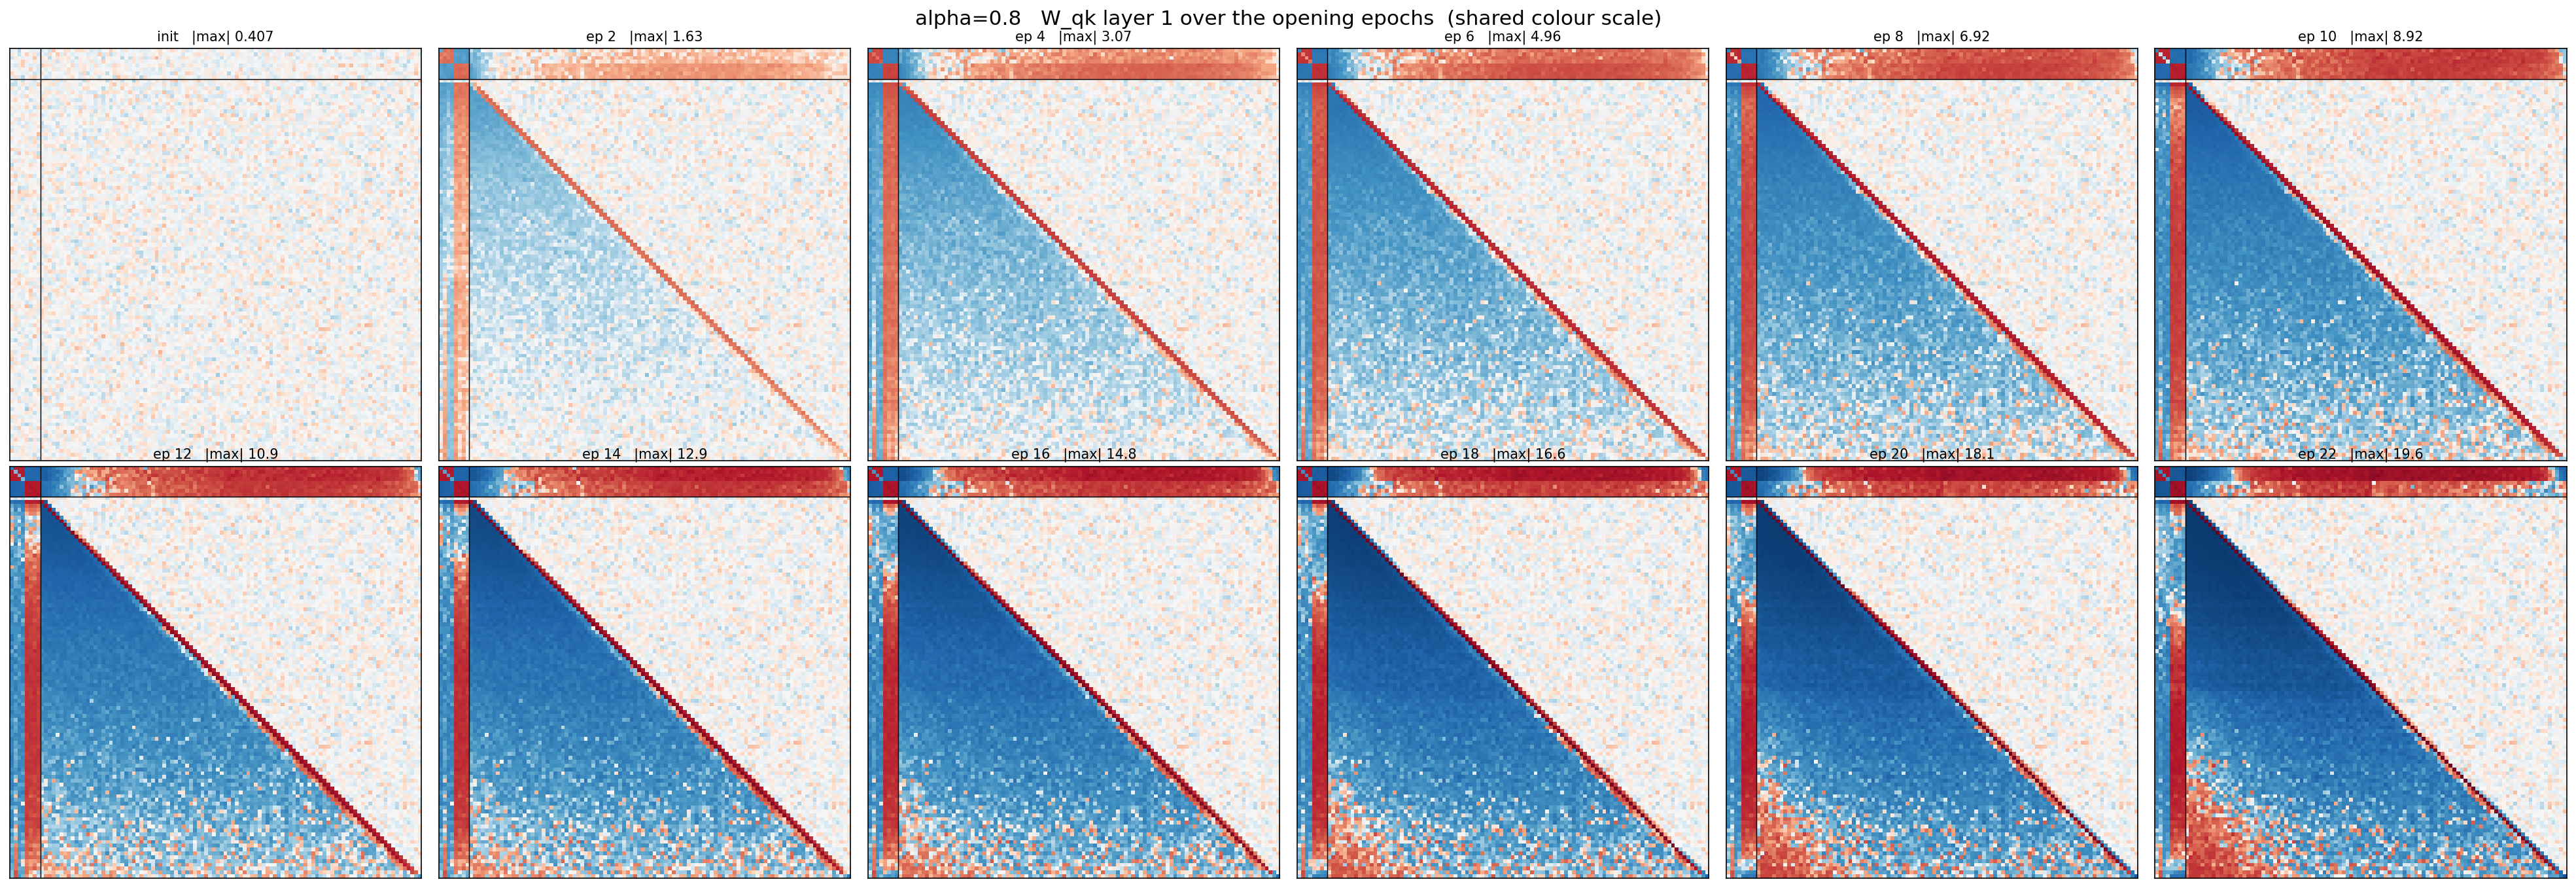 alpha=0.8   W_qk layer 1 over the opening epochs  (shared colour scale)
init   |max| 0.407
ep 2   |max| 1.63
ep 4   |max| 3.07
ep 6   |max| 4.96
ep 8   |max| 6.92
ep 10   |max| 8.92
ep 12   |max| 10.9
ep 14   |max| 12.9
ep 16   |max| 14.8
ep 18   |max| 16.6
ep 20   |max| 18.1
ep 22   |max| 19.6